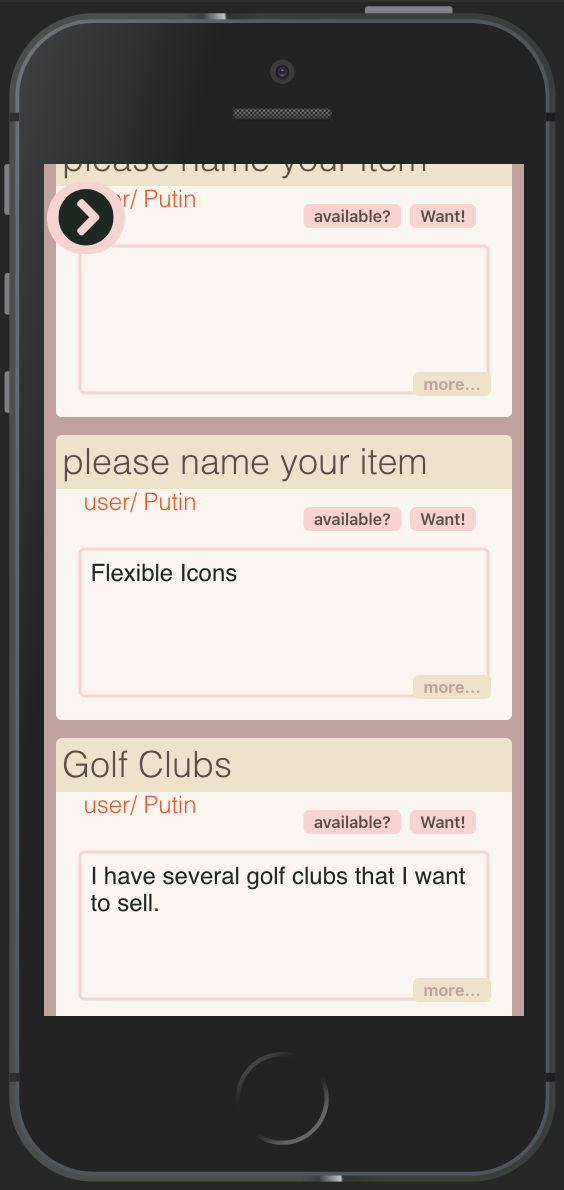 please name your item
er/ Putin
available?
Want!
more...
please name your item
user/ Putin
available?
Want!
Flexible Icons
more...
Golf Clubs
user/ Putin
available?
Want!
I have several golf clubs that I want
to sell.
more...